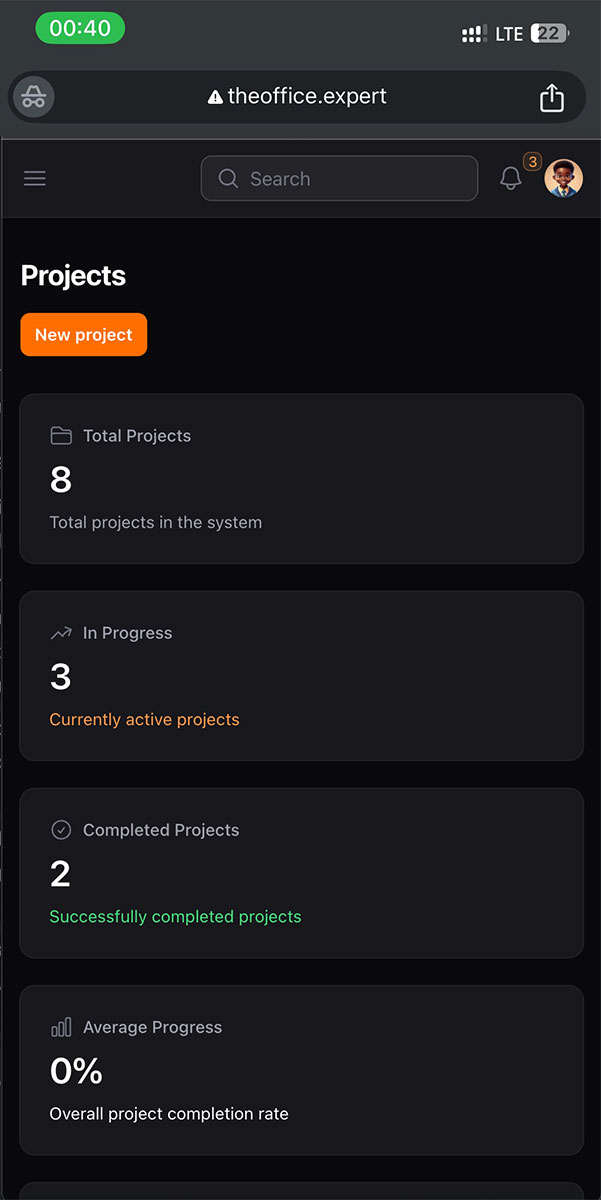 00:40
LTE 22
theoffice.expert
Search
3
Projects
New project
Total Projects
8
Total projects in the system
In Progress
3
Currently active projects
Completed Projects
2
Successfully completed projects
Average Progress
0%
Overall project completion rate